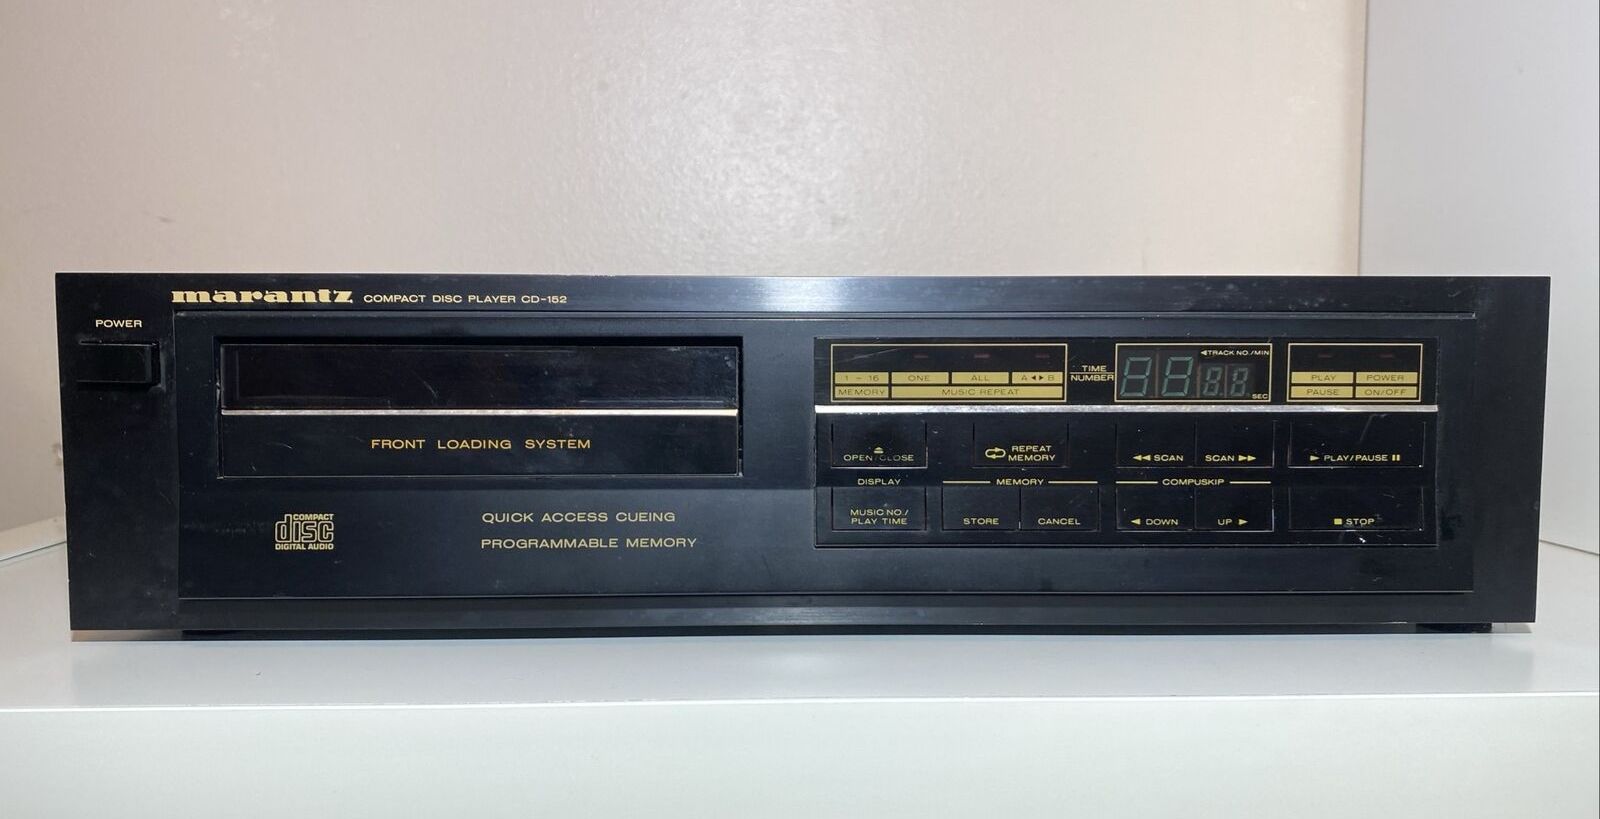 marantz COMPACT DISC PLAYER CD-152
POWER
FRONT LOADING SYSTEM
COMPACT
disc
DIGITAL AUDIO
QUICK ACCESS CUEING
PROGRAMMABLE MEMORY
1 - 16 ONE ALL A◄►B
MEMORY MUSIC REPEAT
TIME
NUMBER
◄TRACK NO./MIN
88 88
SEC
PLAY POWER
PAUSE ON/OFF
OPEN/CLOSE
REPEAT
MEMORY
◄◄ SCAN SCAN ►►
► PLAY/PAUSE II
DISPLAY
MUSIC NO./
PLAY TIME
MEMORY
STORE CANCEL
COMPUSKIP
◄ DOWN UP ►
■ STOP